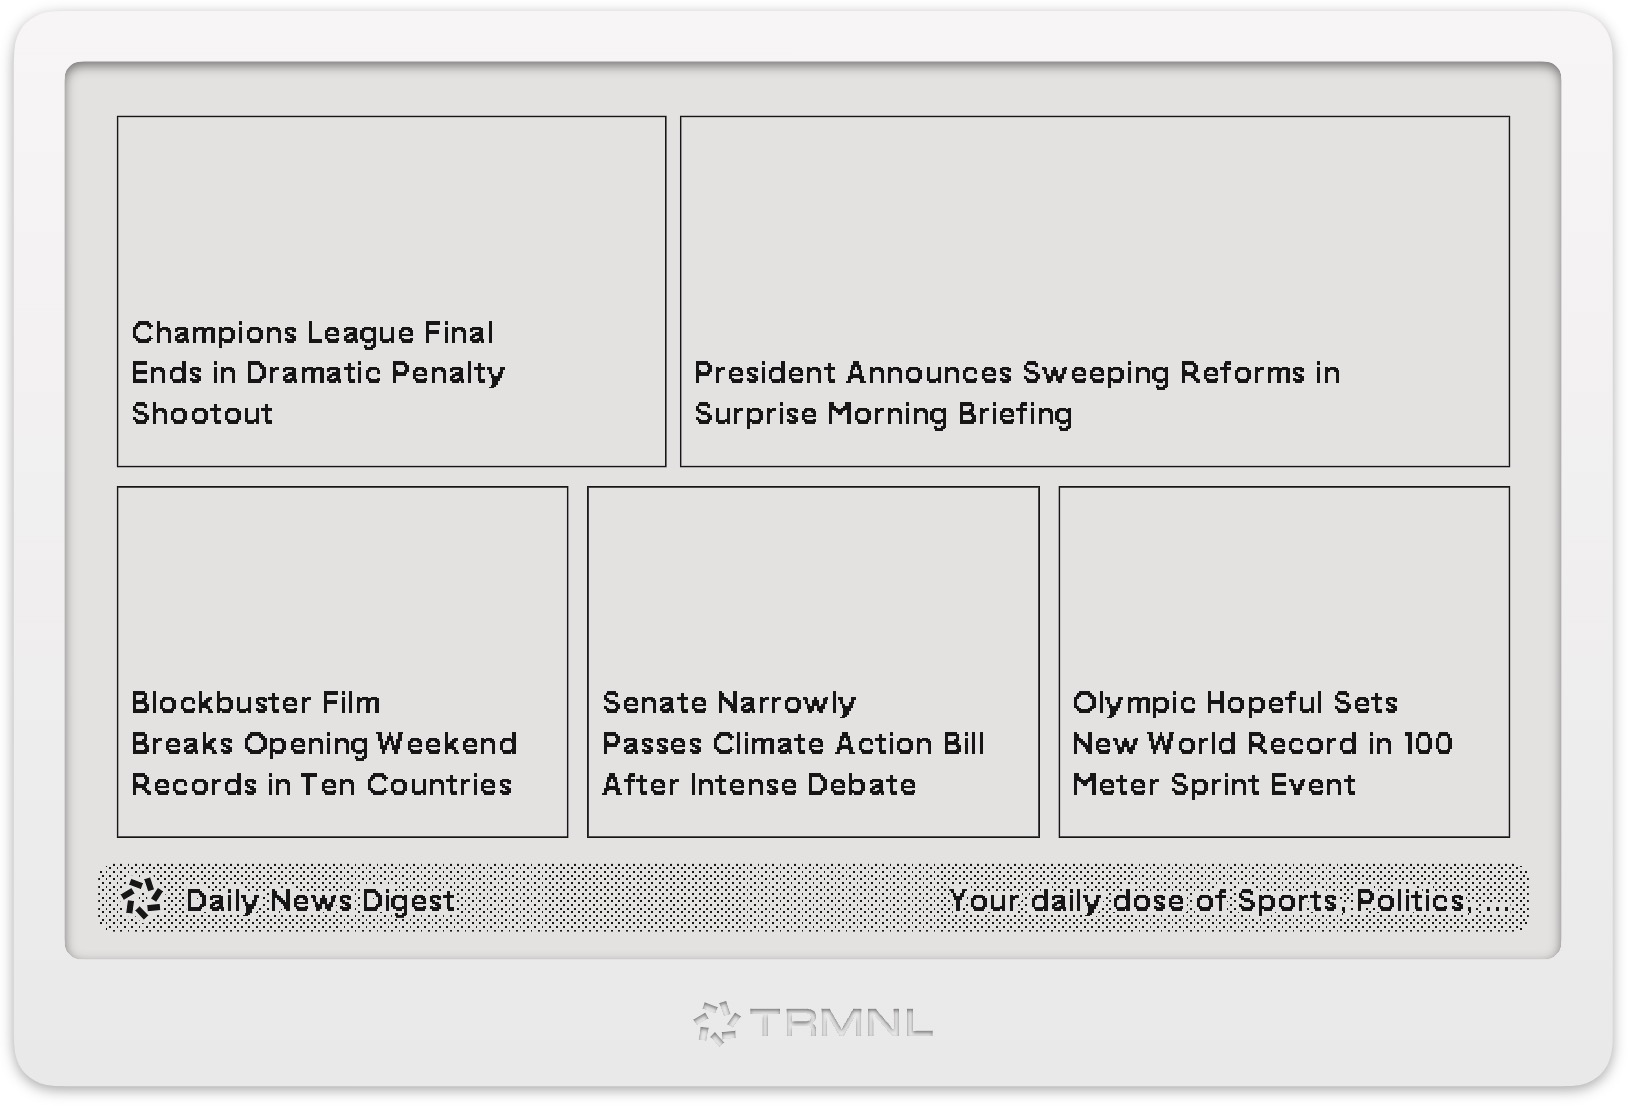 Champions League Final
Ends in Dramatic Penalty
Shootout
President Announces Sweeping Reforms in
Surprise Morning Briefing
Blockbuster Film
Breaks Opening Weekend
Records in Ten Countries
Senate Narrowly
Passes Climate Action Bill
After Intense Debate
Olympic Hopeful Sets
New World Record in 100
Meter Sprint Event
Daily News Digest
Your daily dose of Sports, Politics, ...
TRMNL